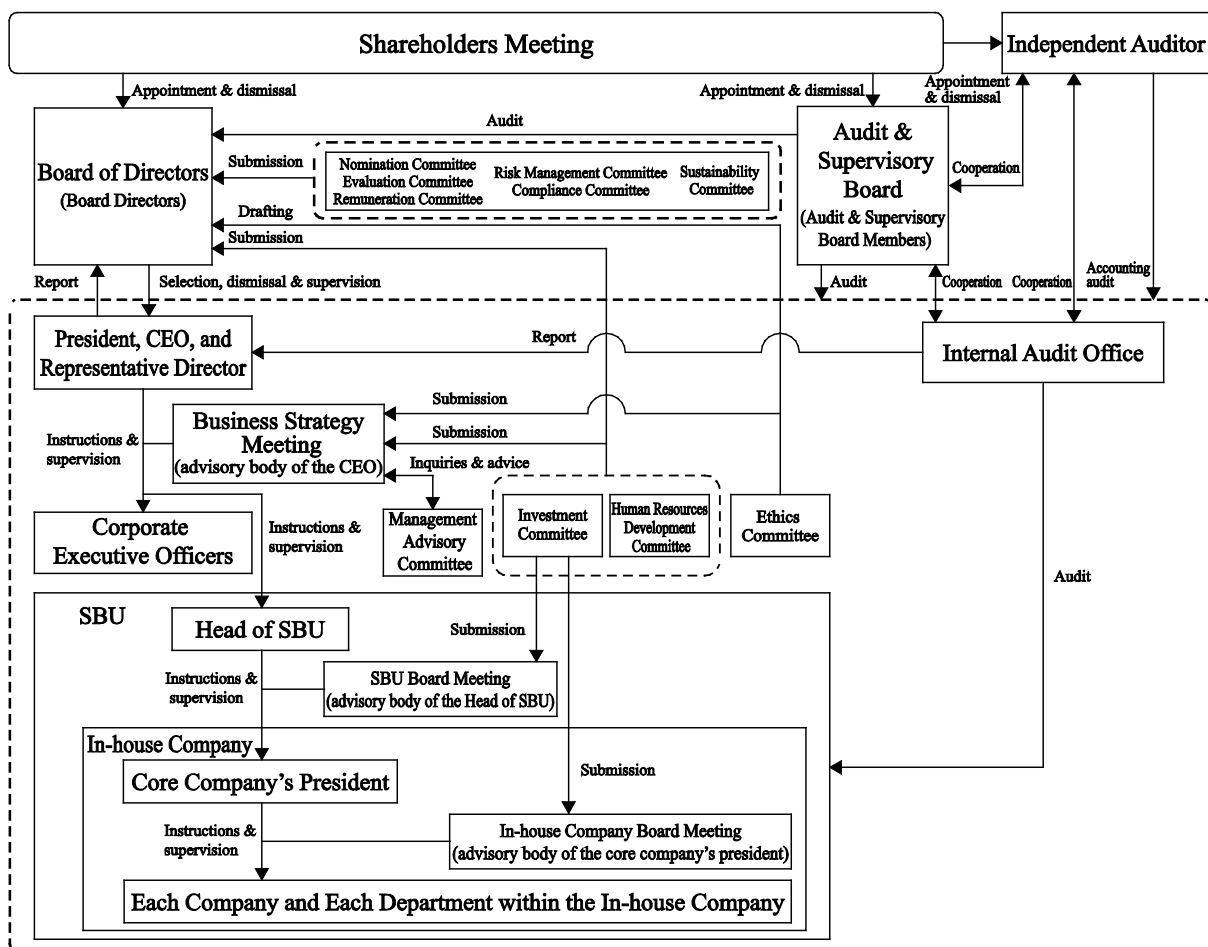 Shareholders Meeting
Independent Auditor
Appointment & dismissal
Appointment & dismissal
Appointment
& dismissal
Board of Directors
(Board Directors)
Audit
Submission
Nomination Committee
Evaluation Committee
Remuneration Committee
Risk Management Committee
Compliance Committee
Sustainability
Committee
Audit &
Supervisory
Board
(Audit & Supervisory
Board Members)
Cooperation
Drafting
Submission
Report
Selection, dismissal & supervision
Audit
Cooperation
Cooperation
Accounting
audit
President, CEO, and
Representative Director
Report
Internal Audit Office
Instructions &
supervision
Business Strategy
Meeting
(advisory body of the CEO)
Submission
Submission
Inquiries & advice
Corporate
Executive Officers
Instructions &
supervision
Management
Advisory
Committee
Investment
Committee
Human Resources
Development
Committee
Ethics
Committee
Audit
SBU
Head of SBU
Submission
Instructions &
supervision
SBU Board Meeting
(advisory body of the Head of SBU)
In-house Company
Core Company's President
Submission
Instructions &
supervision
In-house Company Board Meeting
(advisory body of the core company's president)
Each Company and Each Department within the In-house Company